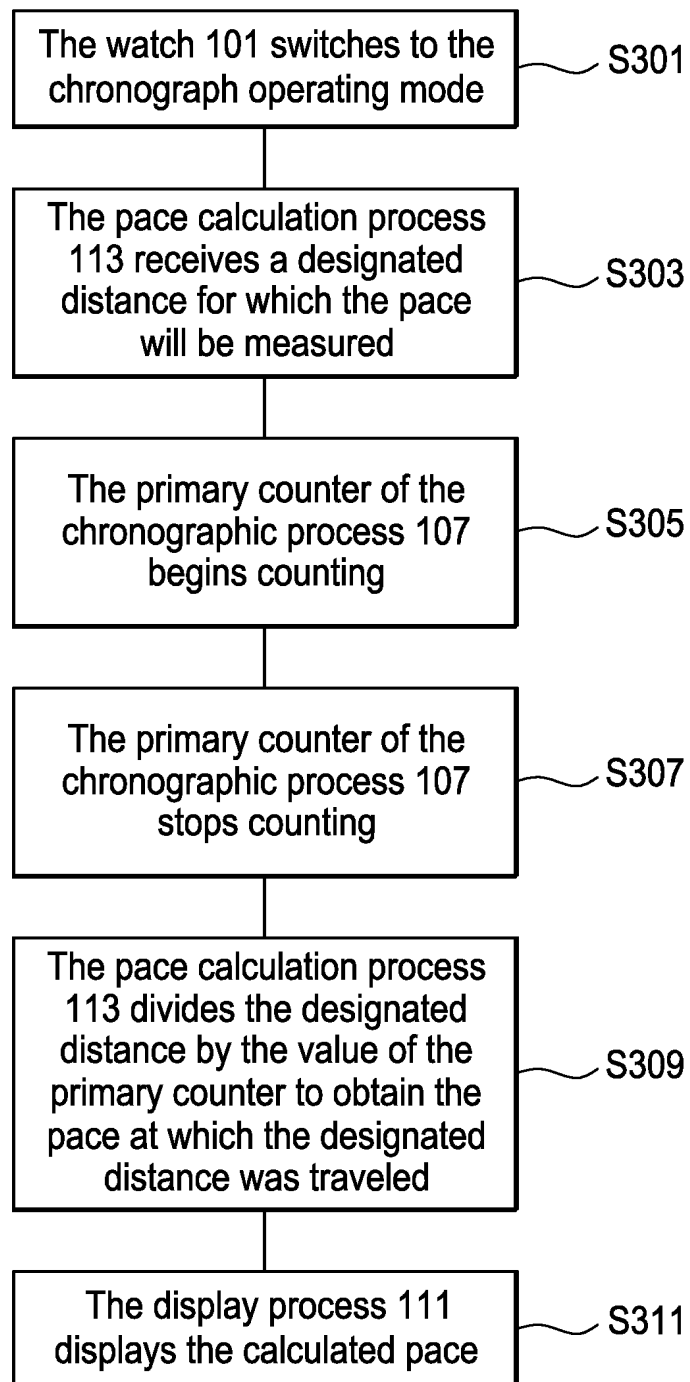 The watch 101 switches to the
chronograph operating mode
S301
The pace calculation process
113 receives a designated
distance for which the pace
will be measured
S303
The primary counter of the
chronographic process 107
begins counting
S305
The primary counter of the
chronographic process 107
stops counting
S307
The pace calculation process
113 divides the designated
distance by the value of the
primary counter to obtain the
pace at which the designated
distance was traveled
S309
The display process 111
displays the calculated pace
S311